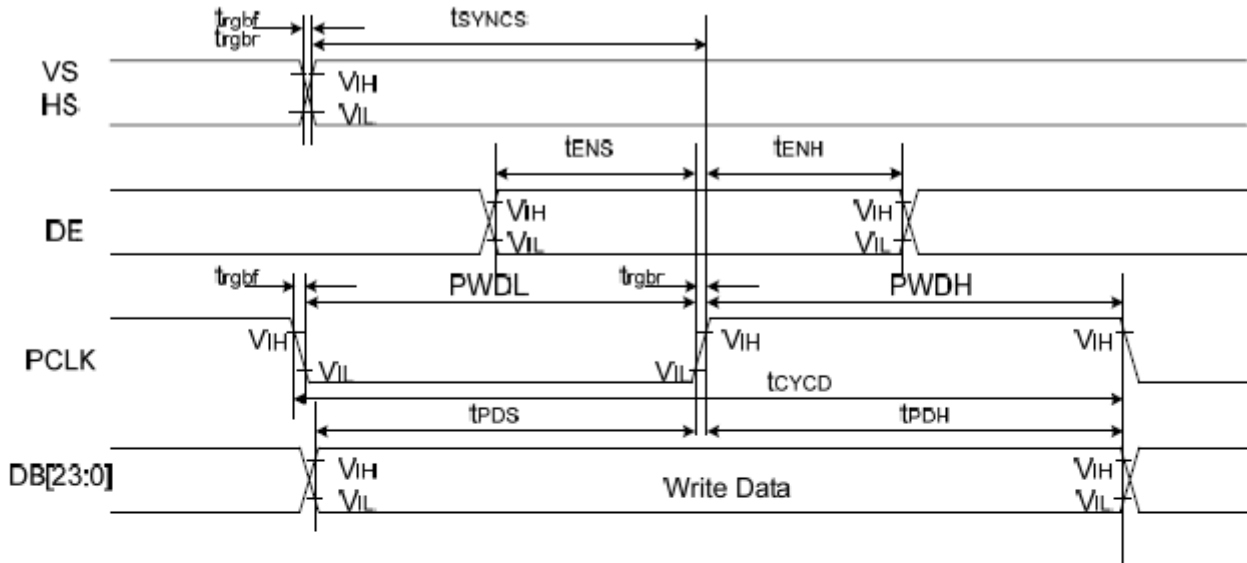 trgbf
trgbr
tSYNCS
VS
HS
VIH
VIL
tENS
tENH
DE
VIH
VIL
VIH
VIL
trgbf
PWDL
trgbr
PWDH
PCLK
VIH
VIL
VIL
VIH
VIH
tCYCD
tPDS
tPDH
DB[23:0]
VIH
VIL
Write Data
VIH
VIL